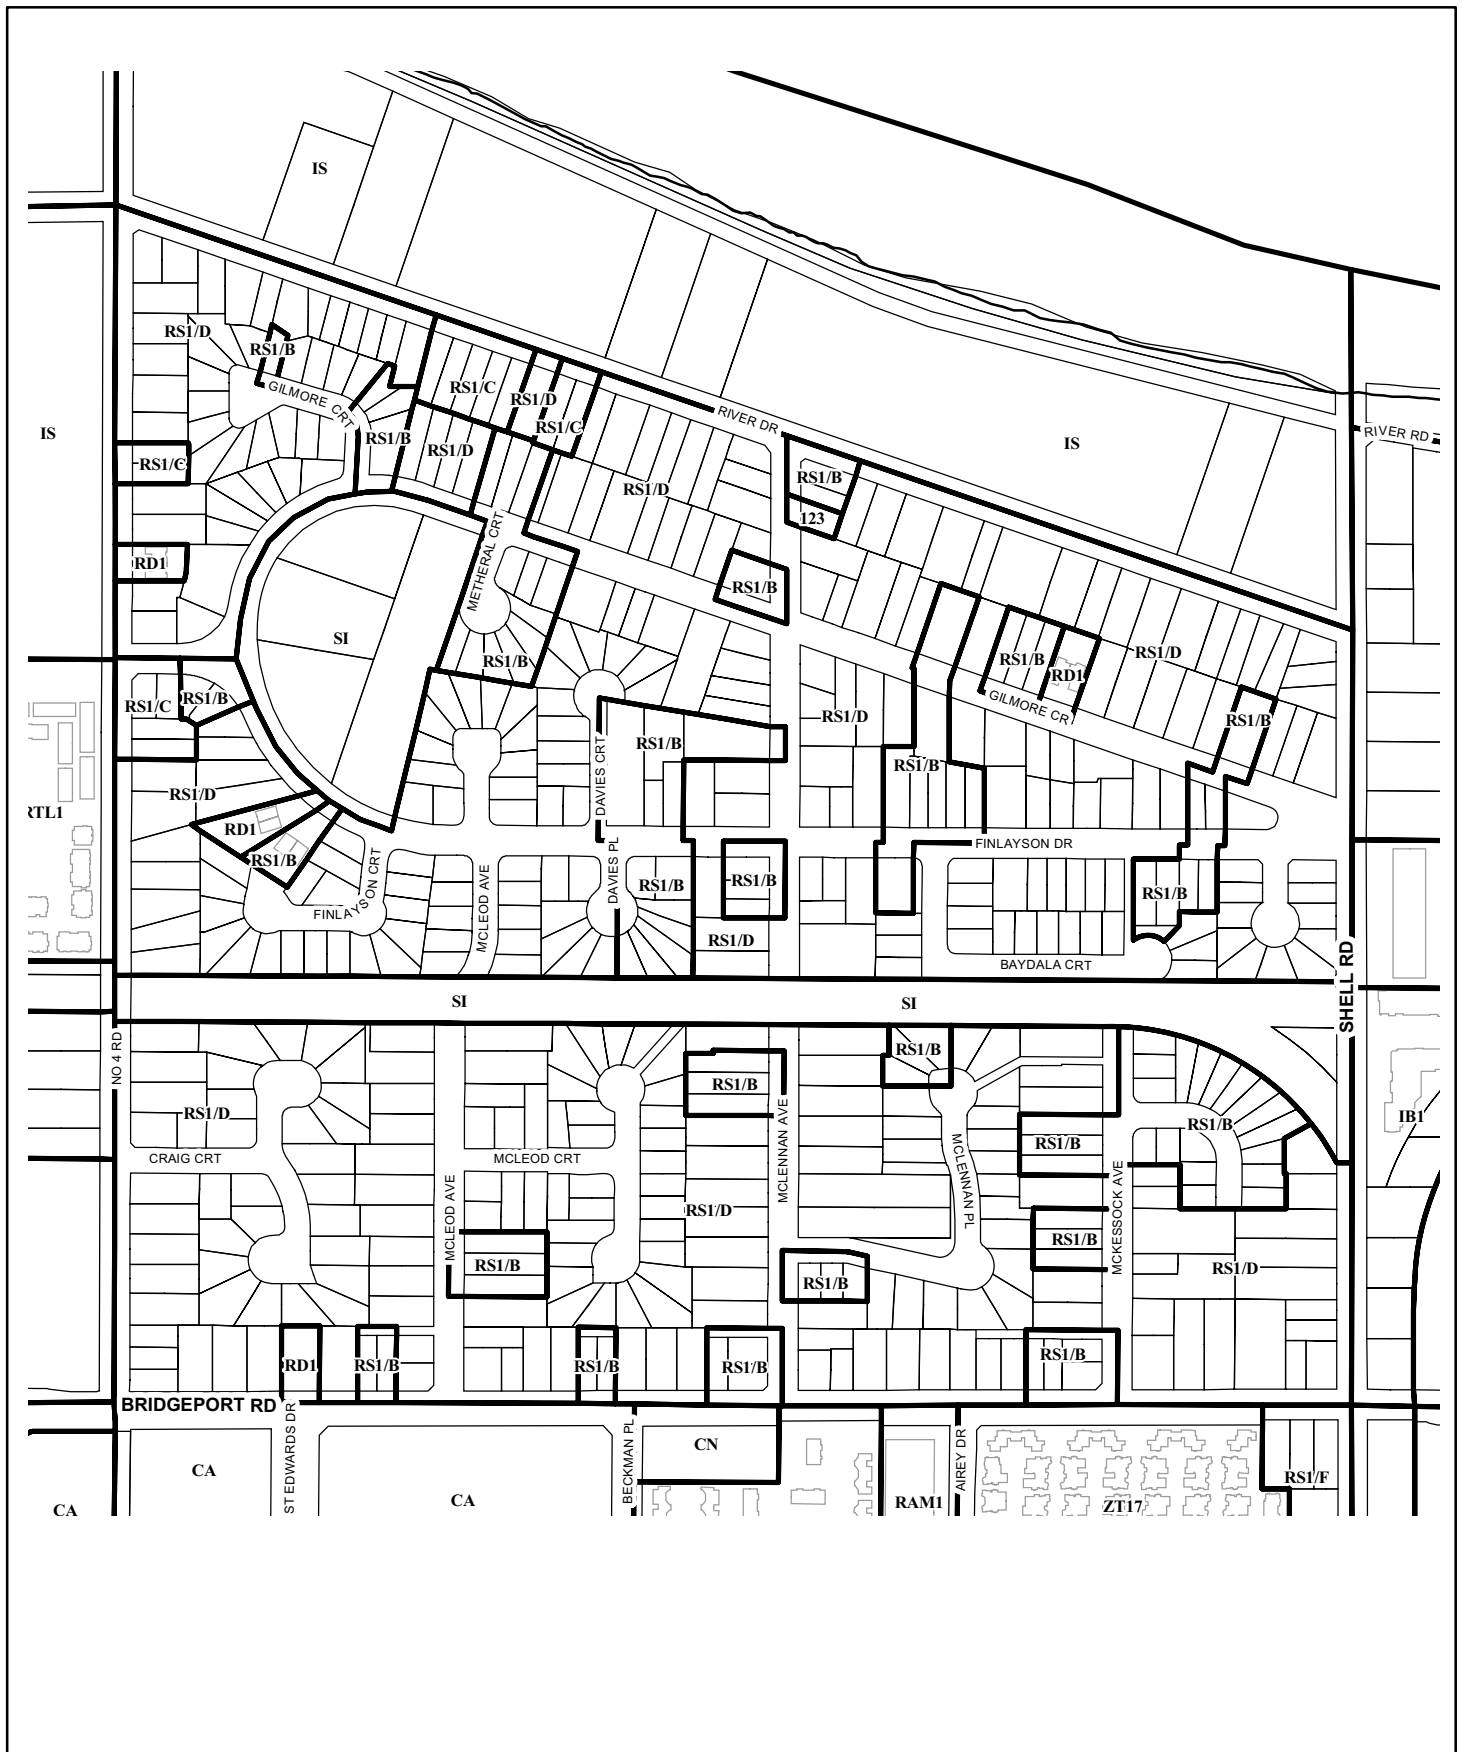 IS
RS1/D
RS1/B
GILMORE CRT
RS1/C
RS1/D
RS1/C
RIVER DR
RIVER RD
IS
IS
RS1/B
RS1/D
RS1/C
RS1/D
RS1/B
123
METHERAL CRT
RD1
RS1/B
SI
RS1/B
RS1/B
RD1
RS1/D
GILMORE CR
RS1/C
RS1/B
RS1/D
RS1/B
RS1/B
DAVIES CRT
RS1/B
RS1/D
RTL1
RD1
RS1/B
FINLAYSON DR
FINLAYSON CRT
MCLEOD AVE
DAVIES PL
RS1/B
RS1/B
RS1/B
RS1/D
BAYDALA CRT
SHELL RD
SI
SI
NO 4 RD
RS1/B
RS1/B
RS1/D
MCLENNAN AVE
RS1/B
IB1
RS1/B
CRAIG CRT
MCLEOD CRT
MCLENNAN PL
MCKESSOCK AVE
MCLEOD AVE
RS1/D
RS1/B
RS1/B
RS1/D
RS1/B
RD1
RS1/B
RS1/B
RS1/B
RS1/B
BRIDGEPORT RD
ST EDWARDS DR
BECKMAN PL
CN
AIREY DR
CA
RS1/F
CA
CA
RAM1
ZT17